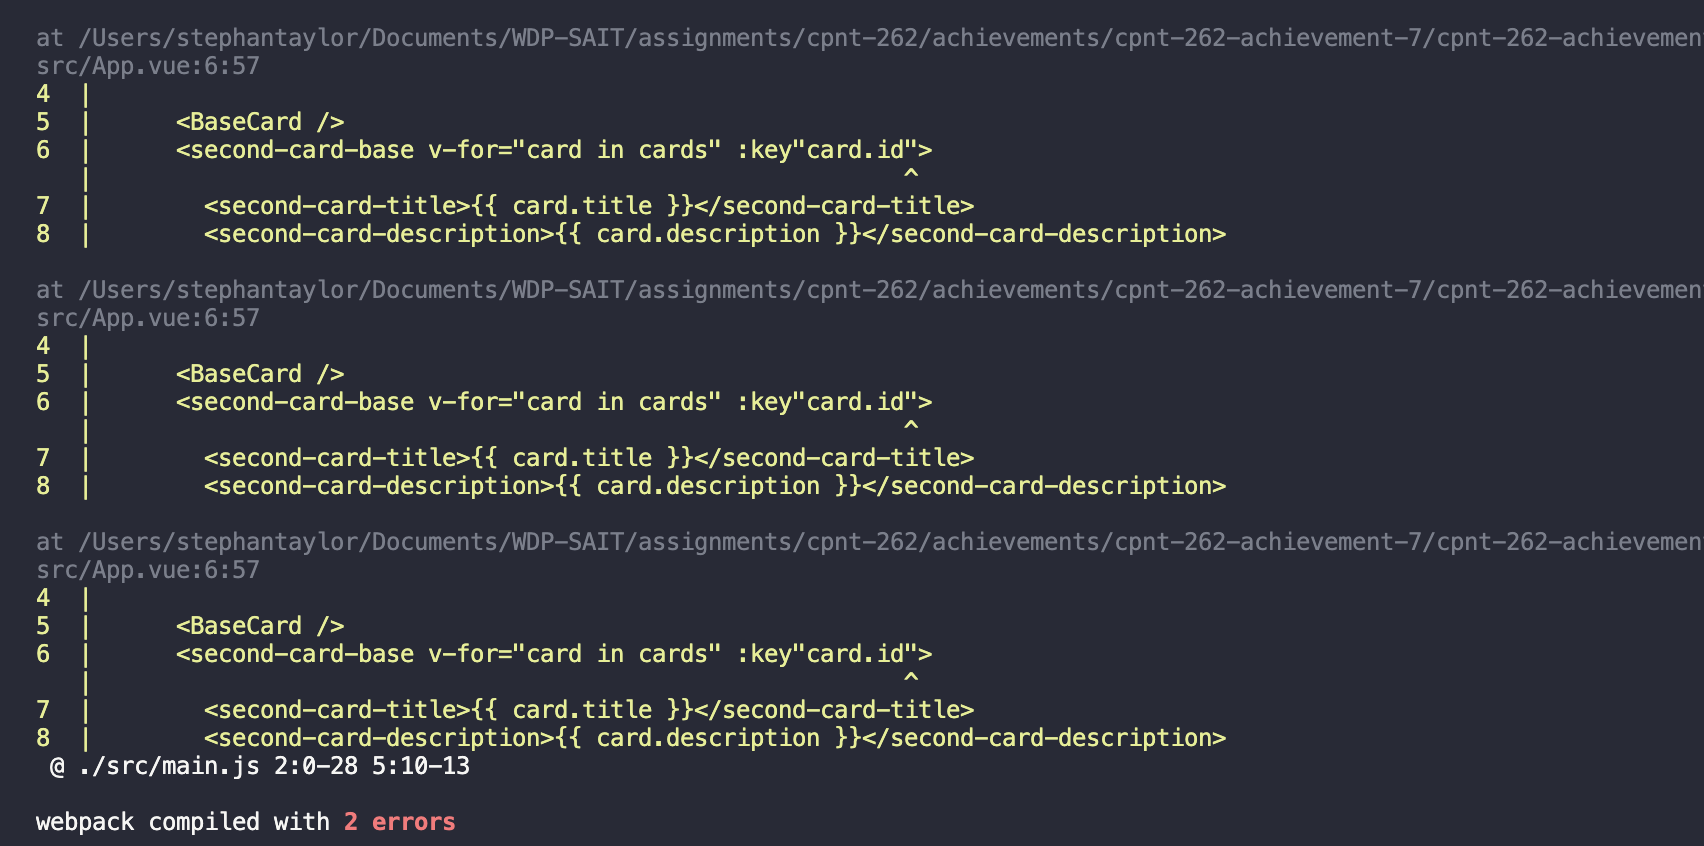 at /Users/stephantaylor/Documents/WDP-SAIT/assignments/cpnt-262/achievements/cpnt-262-achievement-7/cpnt-262-achievemen
src/App.vue:6:57
4  |
5  |      <BaseCard />
6  |      <second-card-base v-for="card in cards" :key"card.id">
   |                                                          ^
7  |        <second-card-title>{{ card.title }}</second-card-title>
8  |        <second-card-description>{{ card.description }}</second-card-description>
at /Users/stephantaylor/Documents/WDP-SAIT/assignments/cpnt-262/achievements/cpnt-262-achievement-7/cpnt-262-achievemen
src/App.vue:6:57
4  |
5  |      <BaseCard />
6  |      <second-card-base v-for="card in cards" :key"card.id">
   |                                                          ^
7  |        <second-card-title>{{ card.title }}</second-card-title>
8  |        <second-card-description>{{ card.description }}</second-card-description>
at /Users/stephantaylor/Documents/WDP-SAIT/assignments/cpnt-262/achievements/cpnt-262-achievement-7/cpnt-262-achievemen
src/App.vue:6:57
4  |
5  |      <BaseCard />
6  |      <second-card-base v-for="card in cards" :key"card.id">
   |                                                          ^
7  |        <second-card-title>{{ card.title }}</second-card-title>
8  |        <second-card-description>{{ card.description }}</second-card-description>
 @ ./src/main.js 2:0-28 5:10-13
webpack compiled with 2 errors